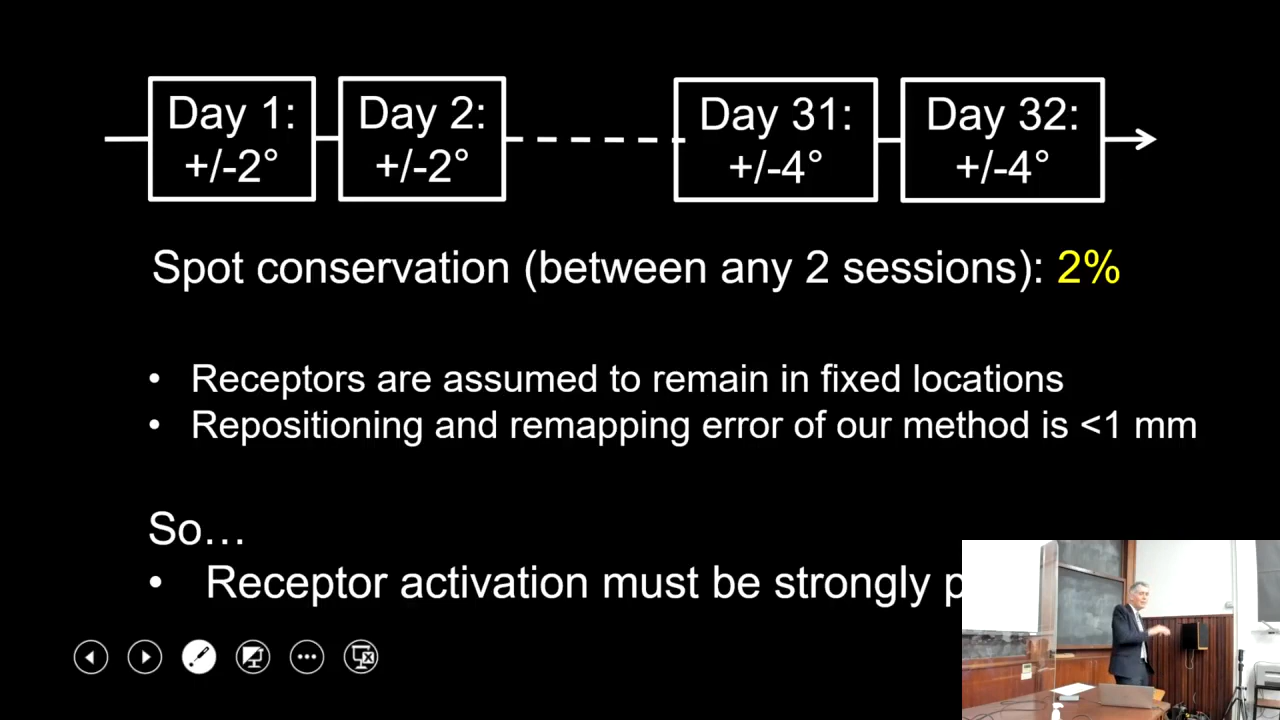 Day 1: Day 2: Day 31: Day 32:
+/-2° +/-2° +/-4° +/-4°
Spot conservation (between any 2 sessions): 2%
• Receptors are assumed to remain in fixed locations
• Repositioning and remapping error of our method is <1 mm
So…
• Receptor activation must be strongly